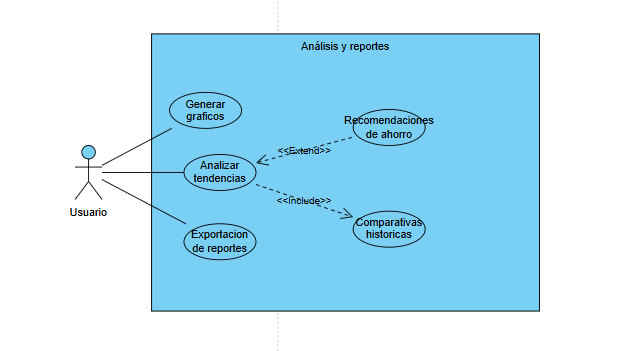 Análisis y reportes
Generar
graficos
Recomendaciones
de ahorro
<<Extend>>
Analizar
tendencias
Usuario
<<Include>>
Comparativas
historicas
Exportacion
de reportes